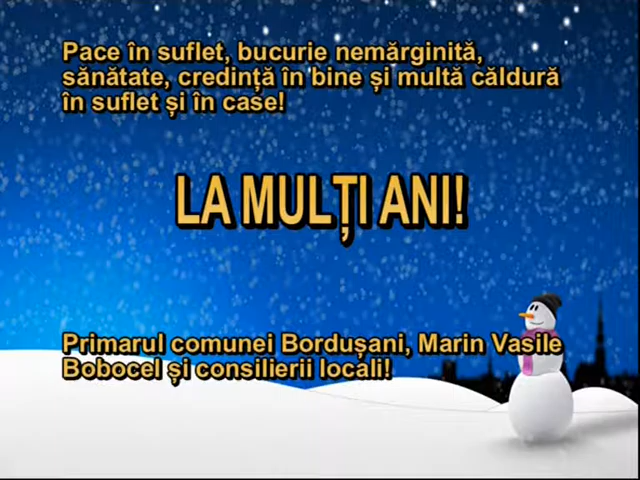 Pace în suflet, bucurie nemărginită,
sănătate, credință în bine și multă căldură
în suflet și în case!
LA MULȚI ANI!
Primarul comunei Bordușani, Marin Vasile
Bobocel și consilierii locali!